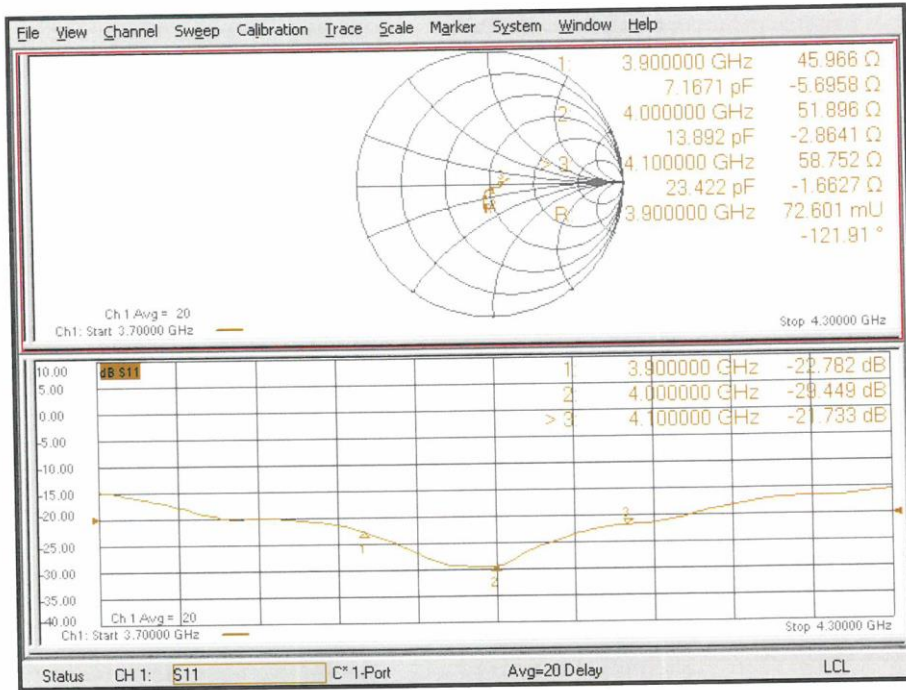 File View Channel Sweep Calibration Trace Scale Marker System Window Help
1: 3.900000 GHz 45.966 Ω
7.1671 pF -5.6958 Ω
2: 4.000000 GHz 51.896 Ω
13.892 pF -2.8641 Ω
> 3: 4.100000 GHz 58.752 Ω
23.422 pF -1.6627 Ω
B: 3.900000 GHz 72.601 mU
-121.91 °
Ch 1 Avg = 20
Ch1: Start 3.70000 GHz
Stop 4.30000 GHz
10.00 dB S11
5.00
0.00
-5.00
-10.00
-15.00
-20.00
-25.00
-30.00
-35.00
-40.00
1: 3.900000 GHz -22.782 dB
2: 4.000000 GHz -29.449 dB
> 3: 4.100000 GHz -21.733 dB
1
2
3
Ch 1 Avg = 20
Ch1: Start 3.70000 GHz
Stop 4.30000 GHz
Status CH 1: S11 C* 1-Port Avg=20 Delay LCL